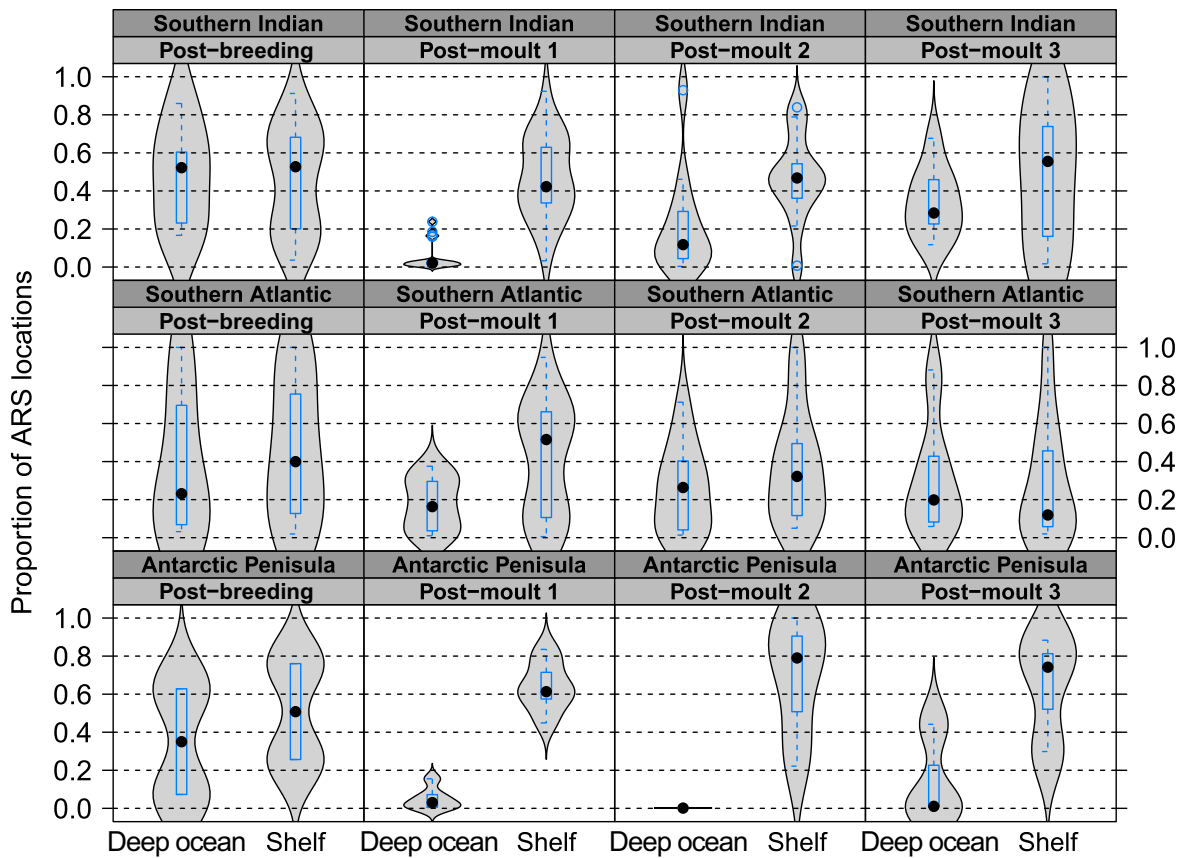 Southern Indian Southern Indian Southern Indian Southern Indian
Post−breeding Post−moult 1 Post−moult 2 Post−moult 3
1.0
0.8
0.6
0.4
0.2
0.0
Southern Atlantic Southern Atlantic Southern Atlantic Southern Atlantic
Post−breeding Post−moult 1 Post−moult 2 Post−moult 3
1.0
0.8
0.6
0.4
0.2
0.0
Antarctic Penisula Antarctic Penisula Antarctic Penisula Antarctic Penisula
Post−breeding Post−moult 1 Post−moult 2 Post−moult 3
1.0
0.8
0.6
0.4
0.2
0.0
Deep ocean Shelf Deep ocean Shelf Deep ocean Shelf Deep ocean Shelf
Proportion of ARS locations